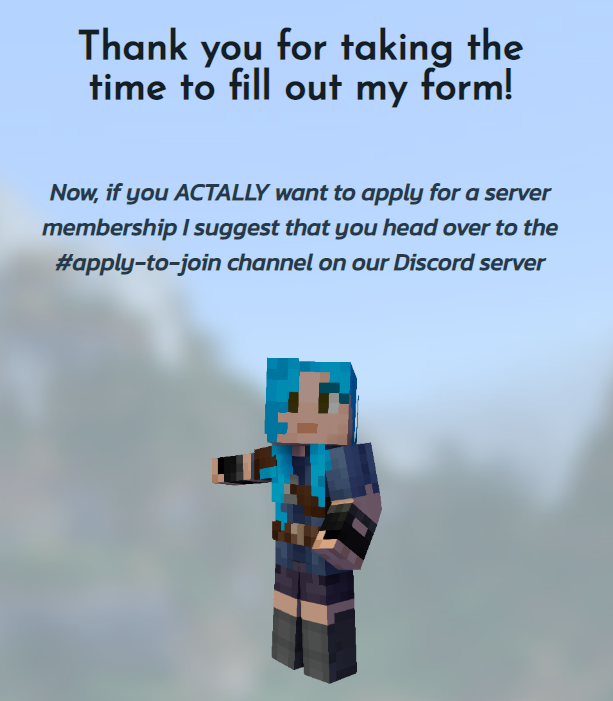 Thank you for taking the
time to fill out my form!
Now, if you ACTALLY want to apply for a server
membership I suggest that you head over to the
#apply-to-join channel on our Discord server